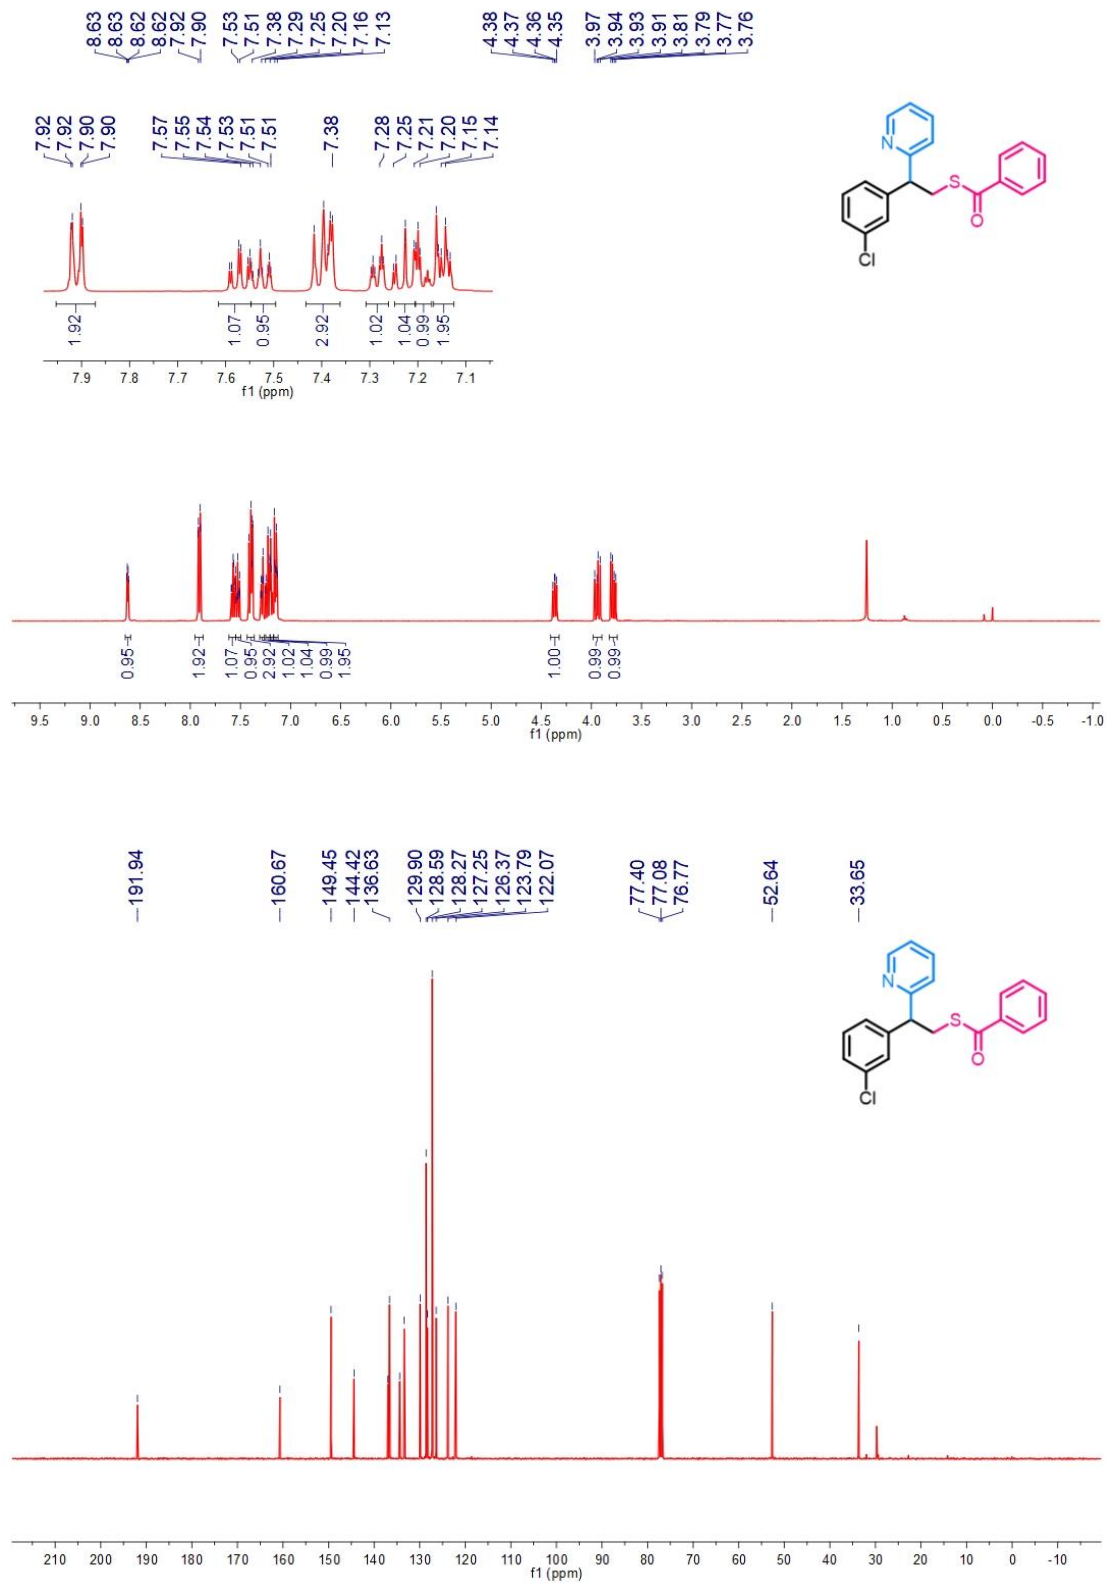 8.63 8.63 8.62 8.62 7.92 7.90 7.53 7.51 7.38 7.29 7.25 7.20 7.16 7.13 4.38 4.37 4.36 4.35 3.97 3.94 3.93 3.91 3.81 3.79 3.77 3.76
7.92 7.92 7.90 7.90 7.57 7.55 7.54 7.53 7.51 7.51 7.38 7.28 7.25 7.21 7.20 7.15 7.14
N
S
O
Cl
1.92 1.07 0.95 2.92 1.02 1.04 0.99 1.95
7.9 7.8 7.7 7.6 7.5 7.4 7.3 7.2 7.1
f1 (ppm)
0.95 1.92 1.07 0.95 2.92 1.02 1.04 0.99 1.95 1.00 0.99 0.99
9.5 9.0 8.5 8.0 7.5 7.0 6.5 6.0 5.5 5.0 4.5 4.0 3.5 3.0 2.5 2.0 1.5 1.0 0.5 0.0 -0.5 -1.0
f1 (ppm)
191.94 160.67 149.45 144.42 136.63 129.90 128.59 128.27 127.25 126.37 123.79 122.07 77.40 77.08 76.77 52.64 33.65
N
S
O
Cl
210 200 190 180 170 160 150 140 130 120 110 100 90 80 70 60 50 40 30 20 10 0 -10
f1 (ppm)